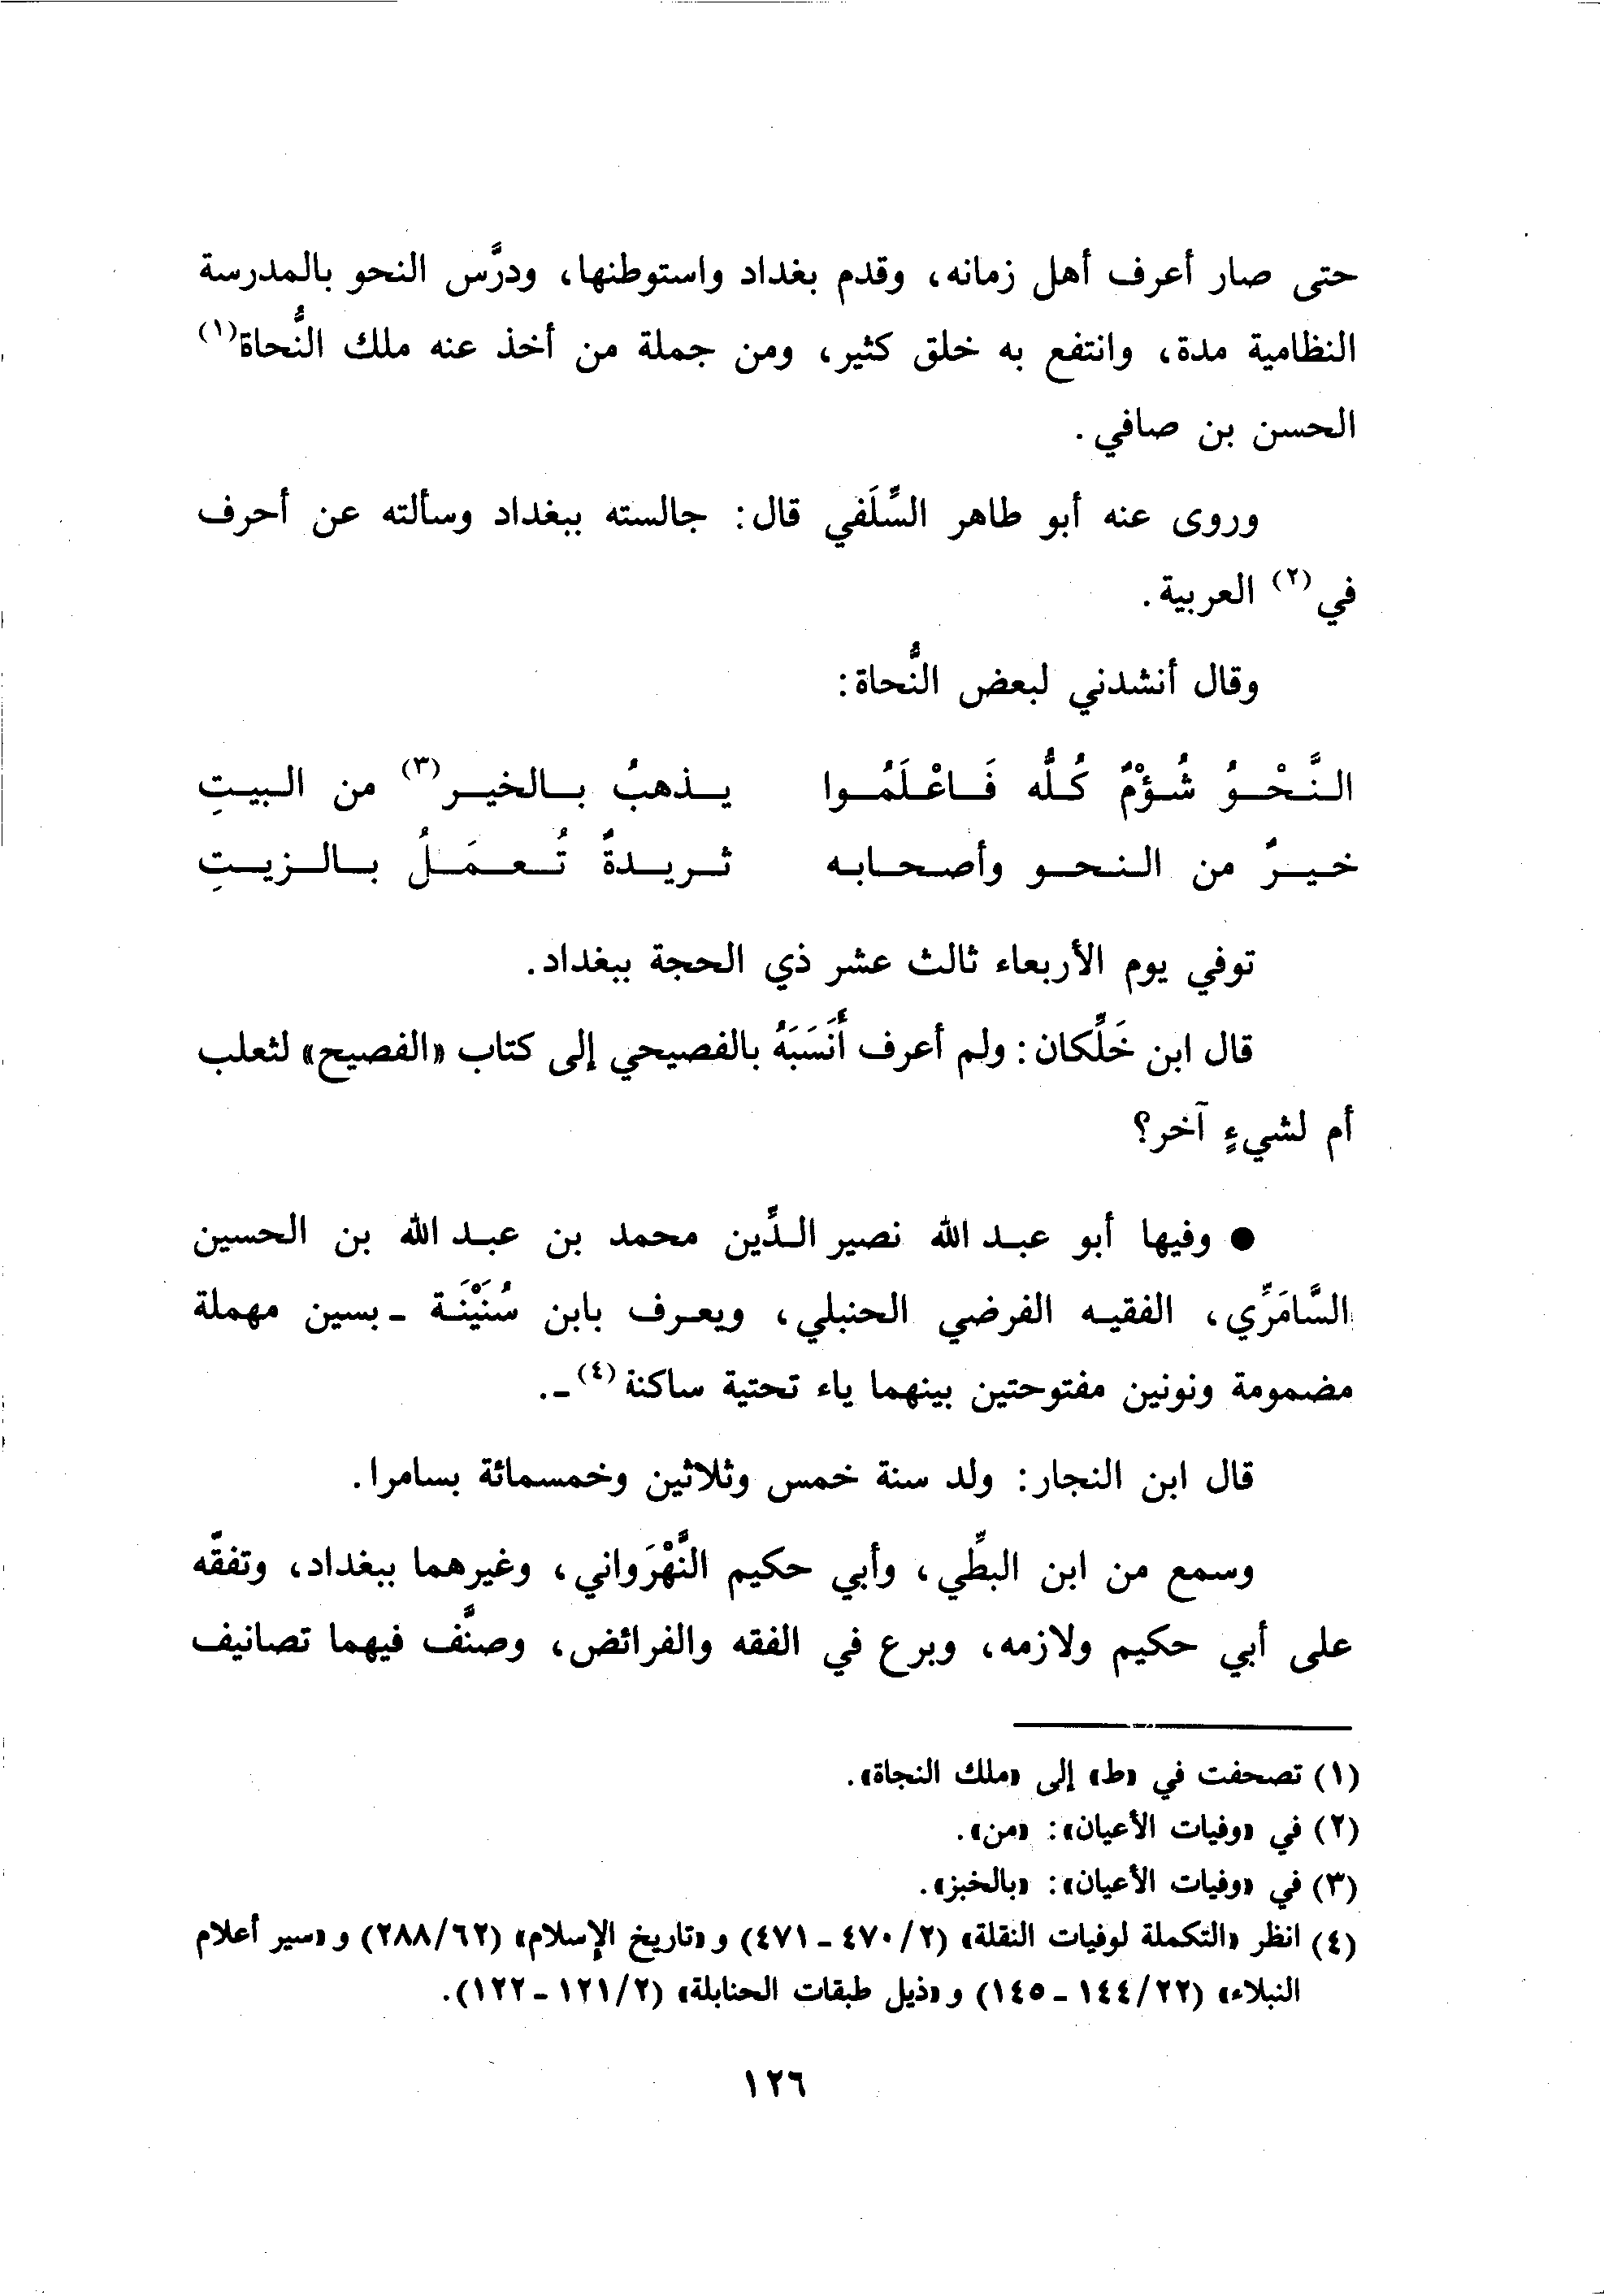 حتى صار أعرف أهل زمانه، وقدم بغداد واستوطنها، ودرَّس النحو بالمدرسة
النظامية مدة، وانتفع به خلق كثير، ومن جملة من أخذ عنه ملك النُّحاة(١)
الحسن بن صافي.
وروى عنه أبو طاهر السِّلَفي قال: جالسته ببغداد وسألته عن أحرف
في(٢) العربية.
وقال أنشدني لبعض النُّحاة:
النَّحْوُ شُؤْمٌ كُلُّه فَاعْلَمُوا يذهبُ بالخير(٣) من البيتِ
خيرٌ من النحو وأصحابه ثريدةٌ تُعمَلُ بالزيتِ
توفي يوم الأربعاء ثالث عشر ذي الحجة ببغداد.
قال ابن خَلِّكان: ولم أعرف أَنَسَبَهُ بالفصيحي إلى كتاب «الفصيح» لثعلب
أم لشيءٍ آخر؟
● وفيها أبو عبد الله نصير الدِّين محمد بن عبد الله بن الحسين
السَّامَرِّي، الفقيه الفرضي الحنبلي، ويعرف بابن سُنَيْنَة ـ بسين مهملة
مضمومة ونونين مفتوحتين بينهما ياء تحتية ساكنة(٤) ـ.
قال ابن النجار: ولد سنة خمس وثلاثين وخمسمائة بسامرا.
وسمع من ابن البطِّي، وأبي حكيم النَّهْرَواني، وغيرهما ببغداد، وتفقّه
على أبي حكيم ولازمه، وبرع في الفقه والفرائض، وصنَّف فيهما تصانيف
(١) تصحفت في «ط» إلى «ملك النجاة».
(٢) في «وفيات الأعيان»: «من».
(٣) في «وفيات الأعيان»: «بالخبز».
(٤) انظر «التكملة لوفيات النقلة» (٢/ ٤٧٠ ـ ٤٧١) و«تاريخ الإسلام» (٦٢/ ٢٨٨) و«سير أعلام
النبلاء» (٢٢/ ١٤٤ ـ ١٤٥) و«ذيل طبقات الحنابلة» (٢/ ١٢١ ـ ١٢٢).
١٢٦